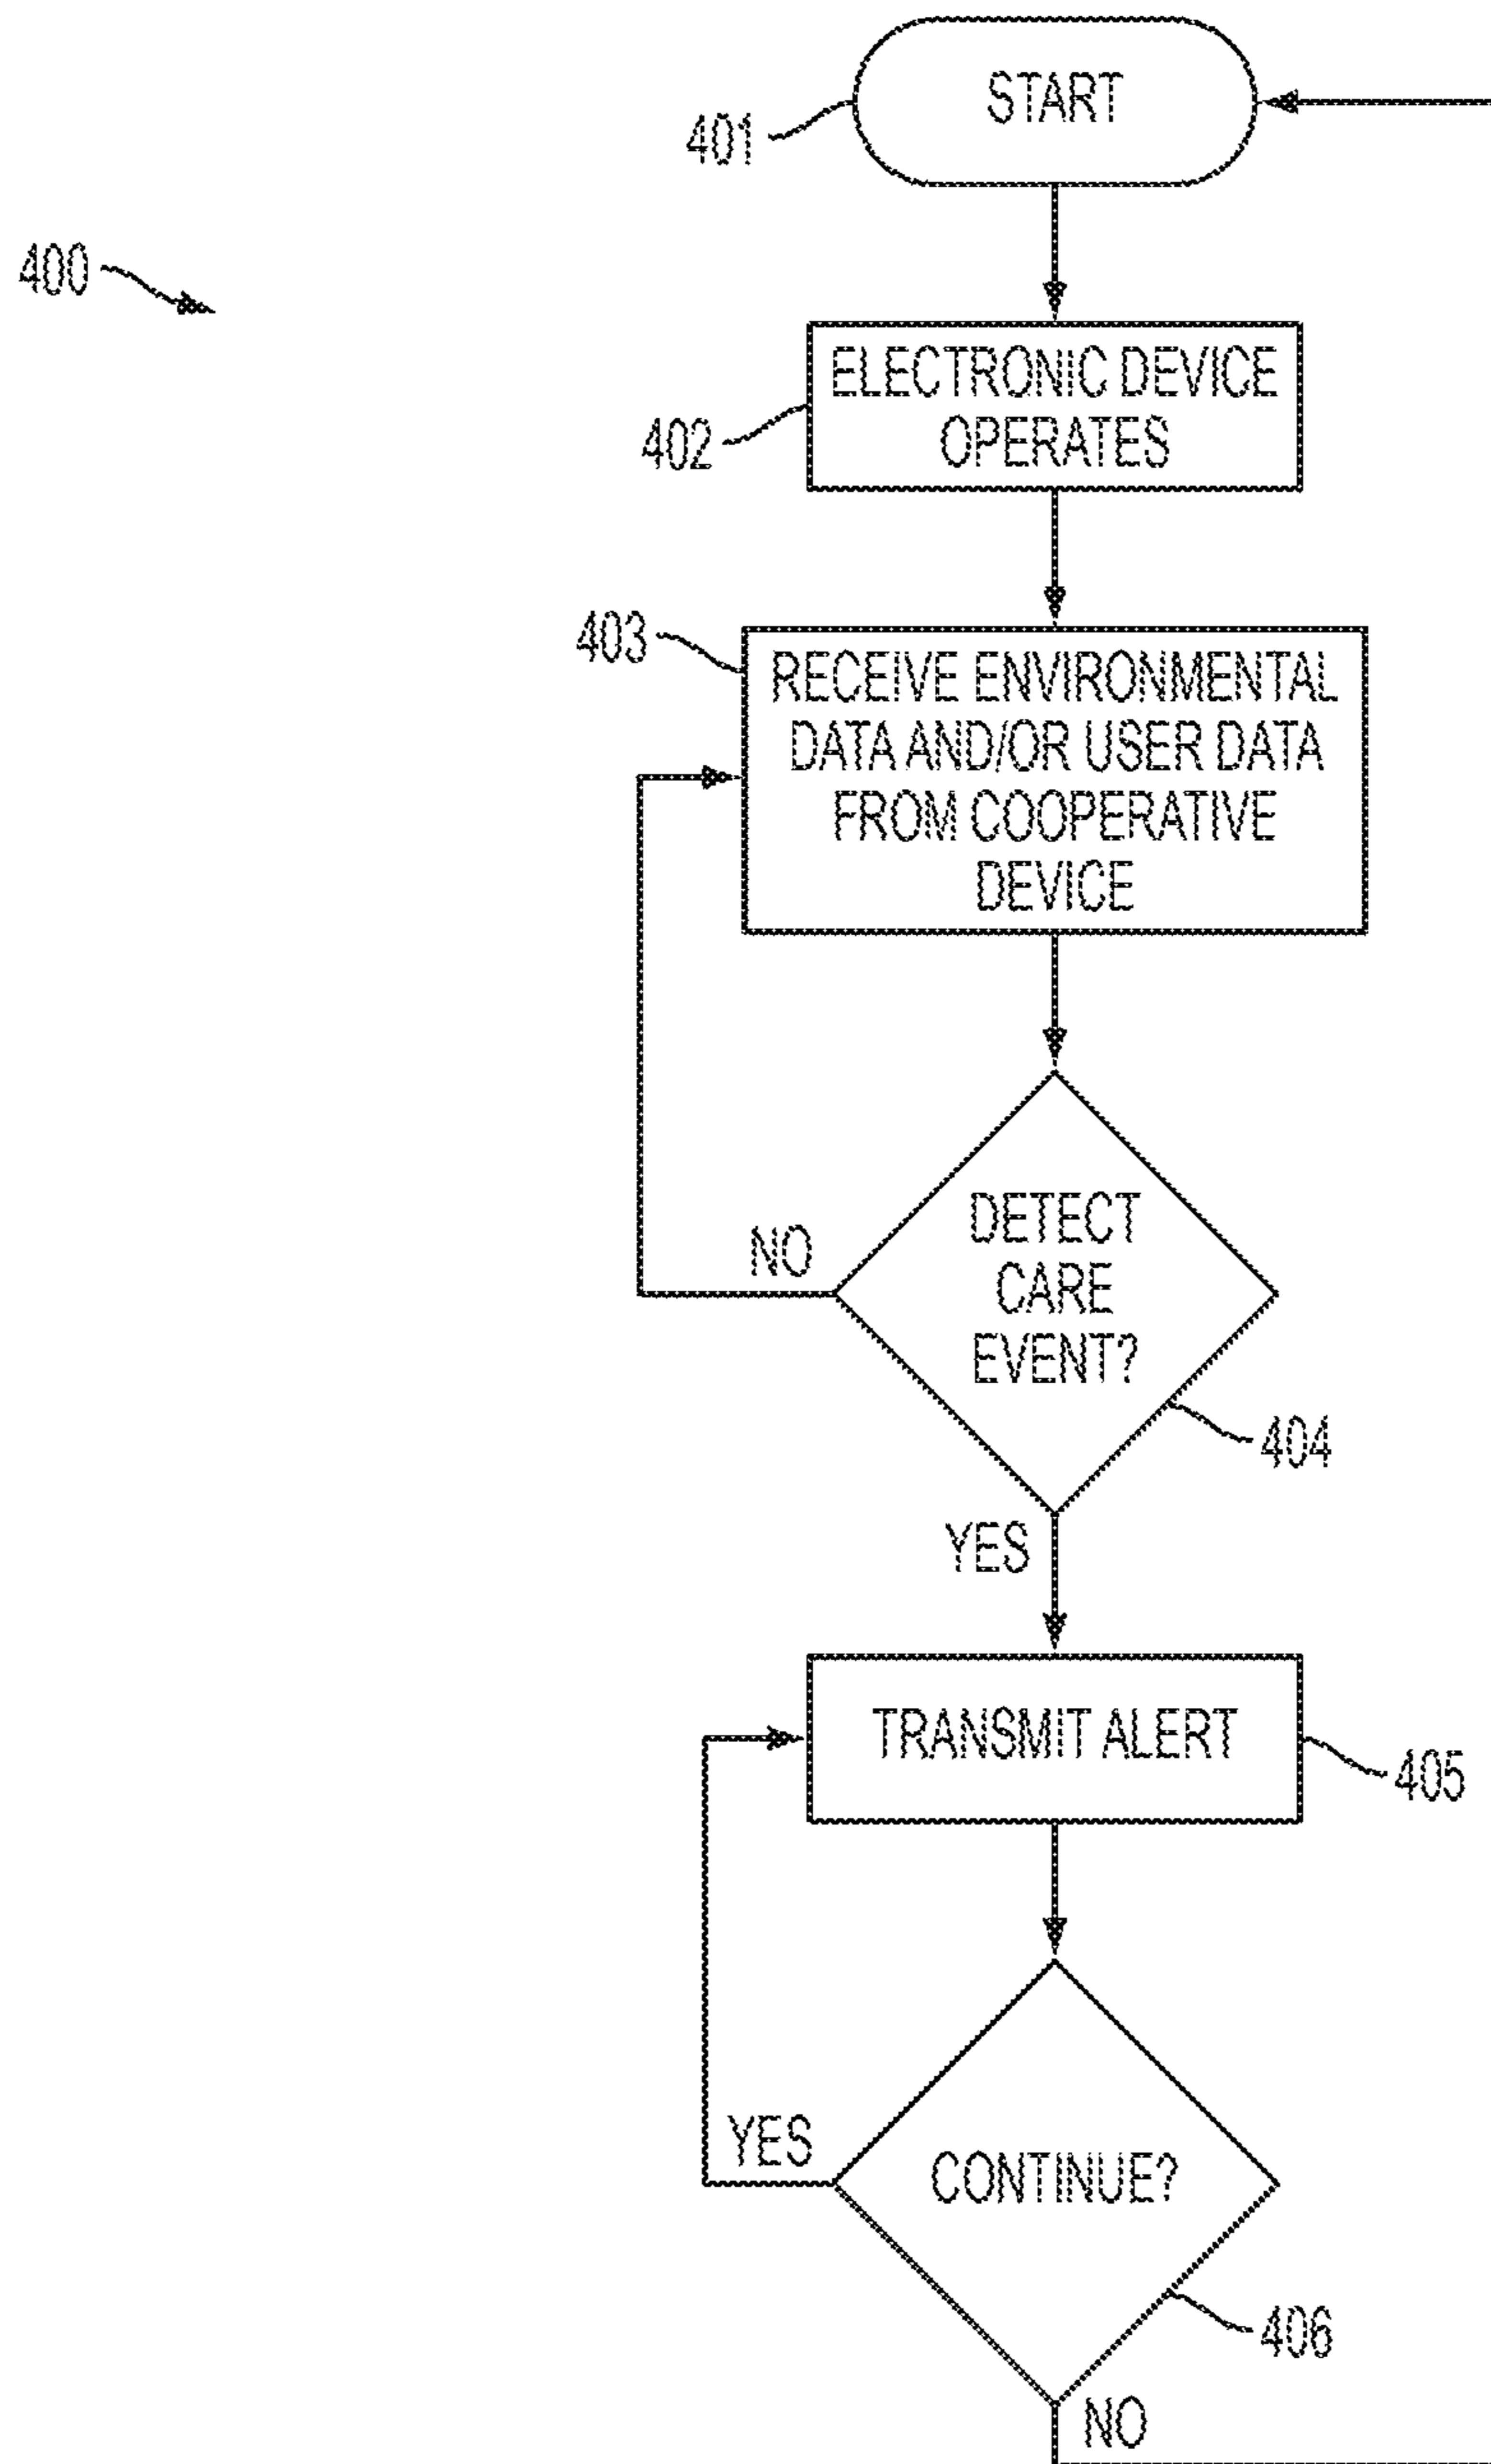 START
401
400
ELECTRONIC DEVICE
OPERATES
402
403
RECEIVE ENVIRONMENTAL
DATA AND/OR USER DATA
FROM COOPERATIVE
DEVICE
NO
DETECT
CARE
EVENT?
404
YES
TRANSMIT ALERT
405
YES
CONTINUE?
406
NO